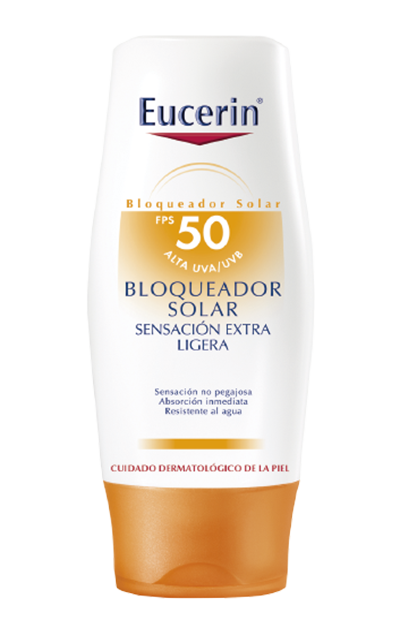 Eucerin®
Bloqueador Solar
FPS 50
ALTA UVA/UVB
BLOQUEADOR
SOLAR
SENSACIÓN EXTRA
LIGERA
Sensación no pegajosa
Absorción inmediata
Resistente al agua
CUIDADO DERMATOLÓGICO DE LA PIEL